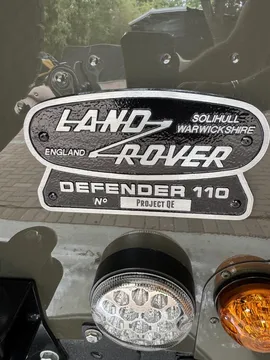 LAND ROVER
SOLIHULL
WARWICKSHIRE
ENGLAND
DEFENDER 110
Nº PROJECT QE